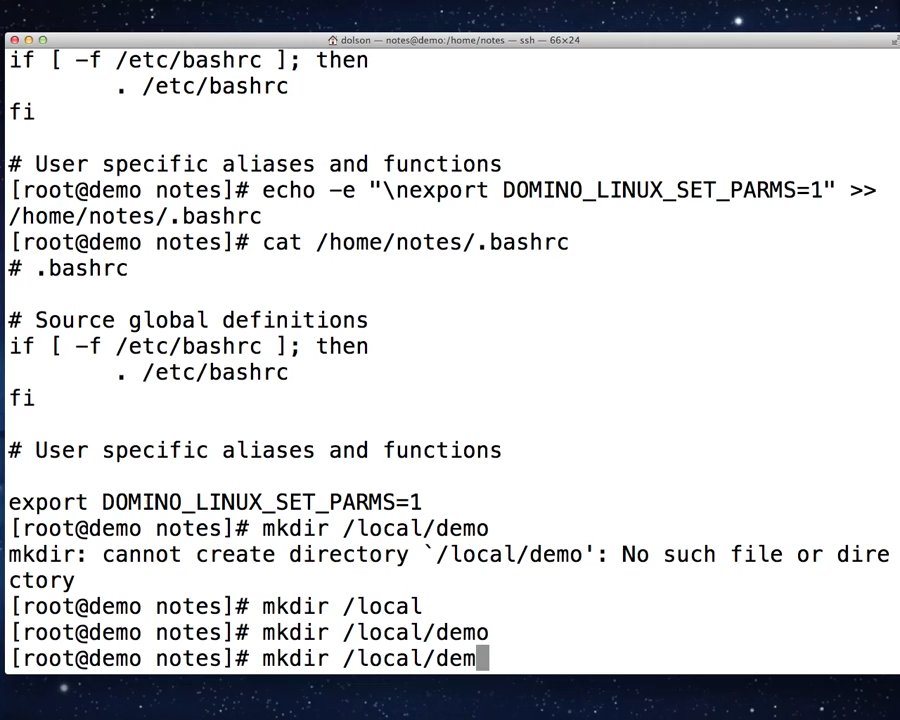 dolson — notes@demo:/home/notes — ssh — 66×24
if [ -f /etc/bashrc ]; then
        . /etc/bashrc
fi

# User specific aliases and functions
[root@demo notes]# echo -e "\nexport DOMINO_LINUX_SET_PARMS=1" >>
/home/notes/.bashrc
[root@demo notes]# cat /home/notes/.bashrc
# .bashrc

# Source global definitions
if [ -f /etc/bashrc ]; then
        . /etc/bashrc
fi

# User specific aliases and functions

export DOMINO_LINUX_SET_PARMS=1
[root@demo notes]# mkdir /local/demo
mkdir: cannot create directory `/local/demo': No such file or dire
ctory
[root@demo notes]# mkdir /local
[root@demo notes]# mkdir /local/demo
[root@demo notes]# mkdir /local/dem